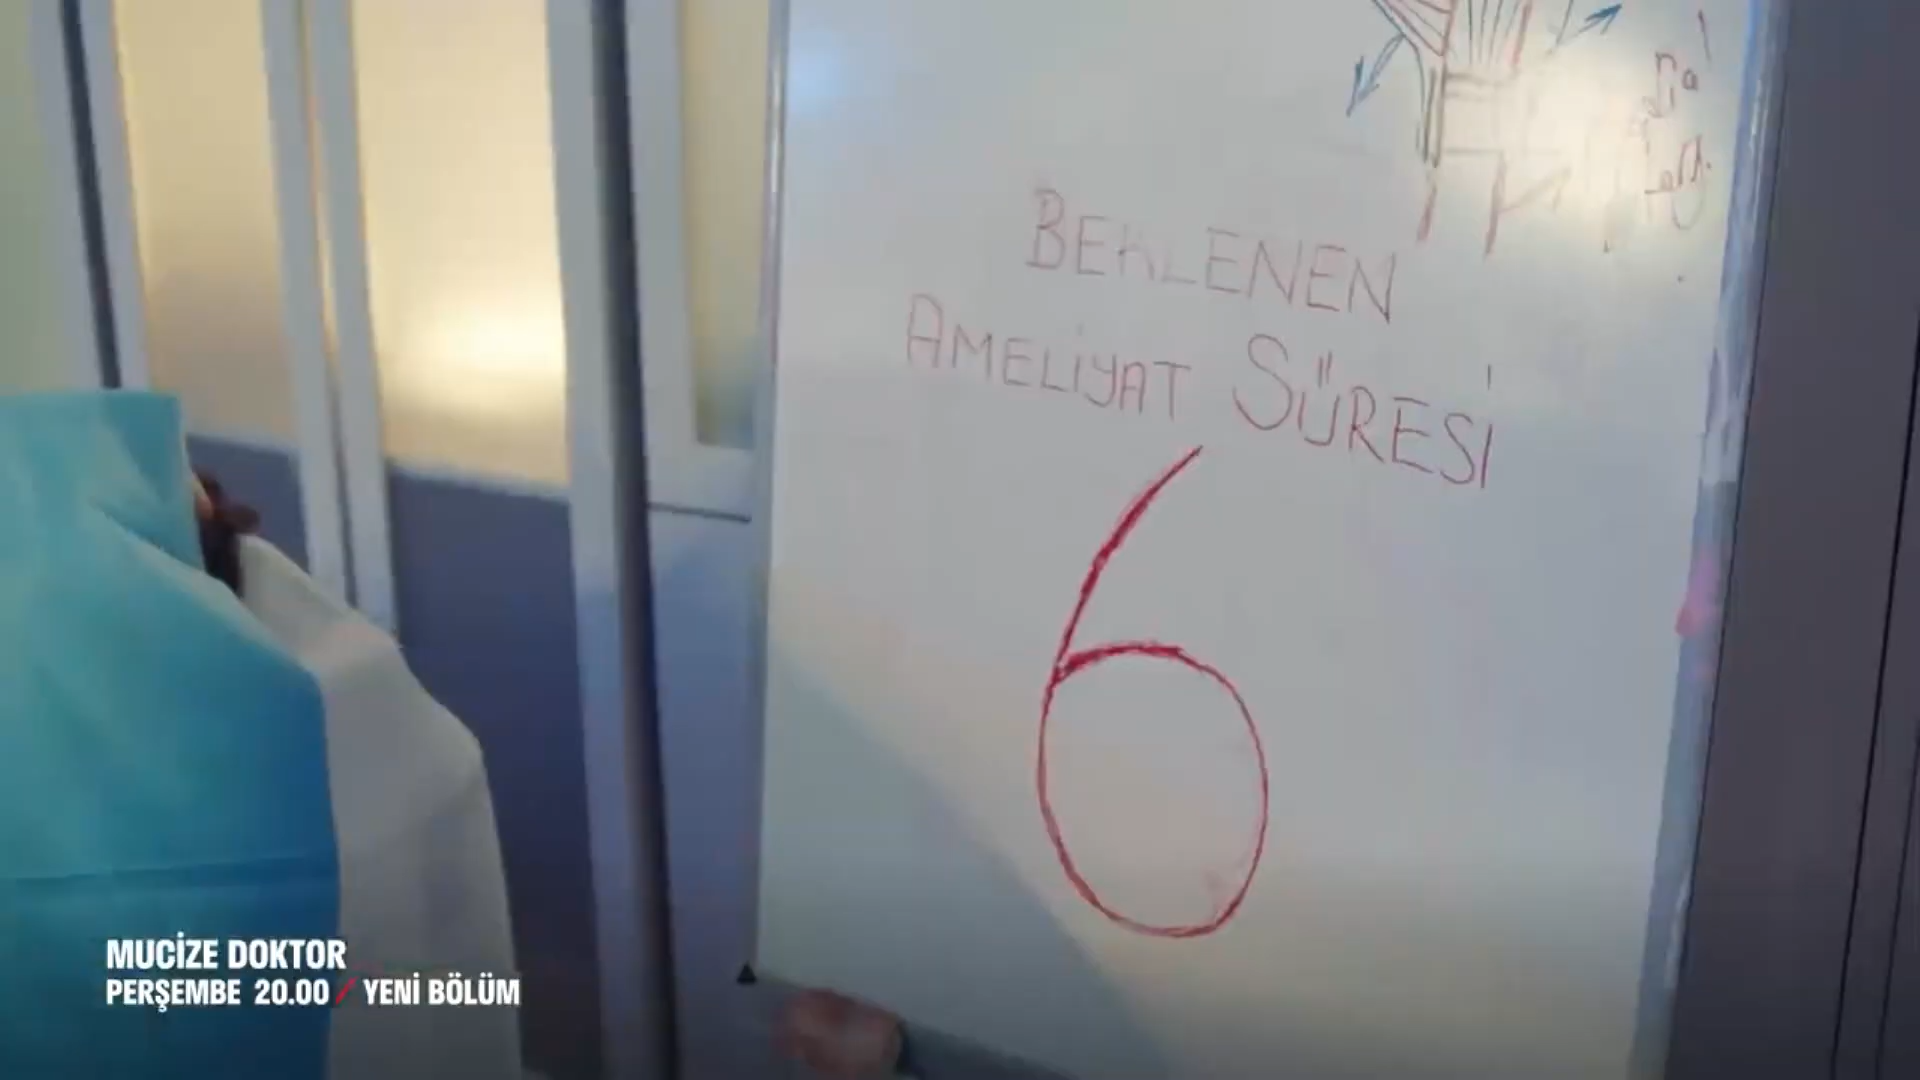 BEKLENEN
AMELİYAT SÜRESİ
6
MUCİZE DOKTOR
PERŞEMBE 20.00 / YENİ BÖLÜM